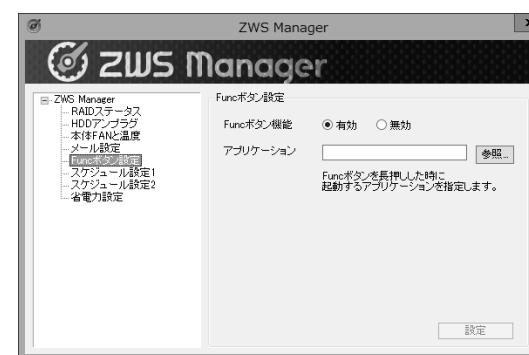 ZWS Manager
ZWS Manager
ZWS Manager
RAIDステータス
HDDアンプラグ
本体FANと温度
メール設定
Funcボタン設定
スケジュール設定1
スケジュール設定2
省電力設定
Funcボタン設定
Funcボタン機能
有効
無効
アプリケーション
参照...
Funcボタンを長押しした時に
起動するアプリケーションを指定します。
設定